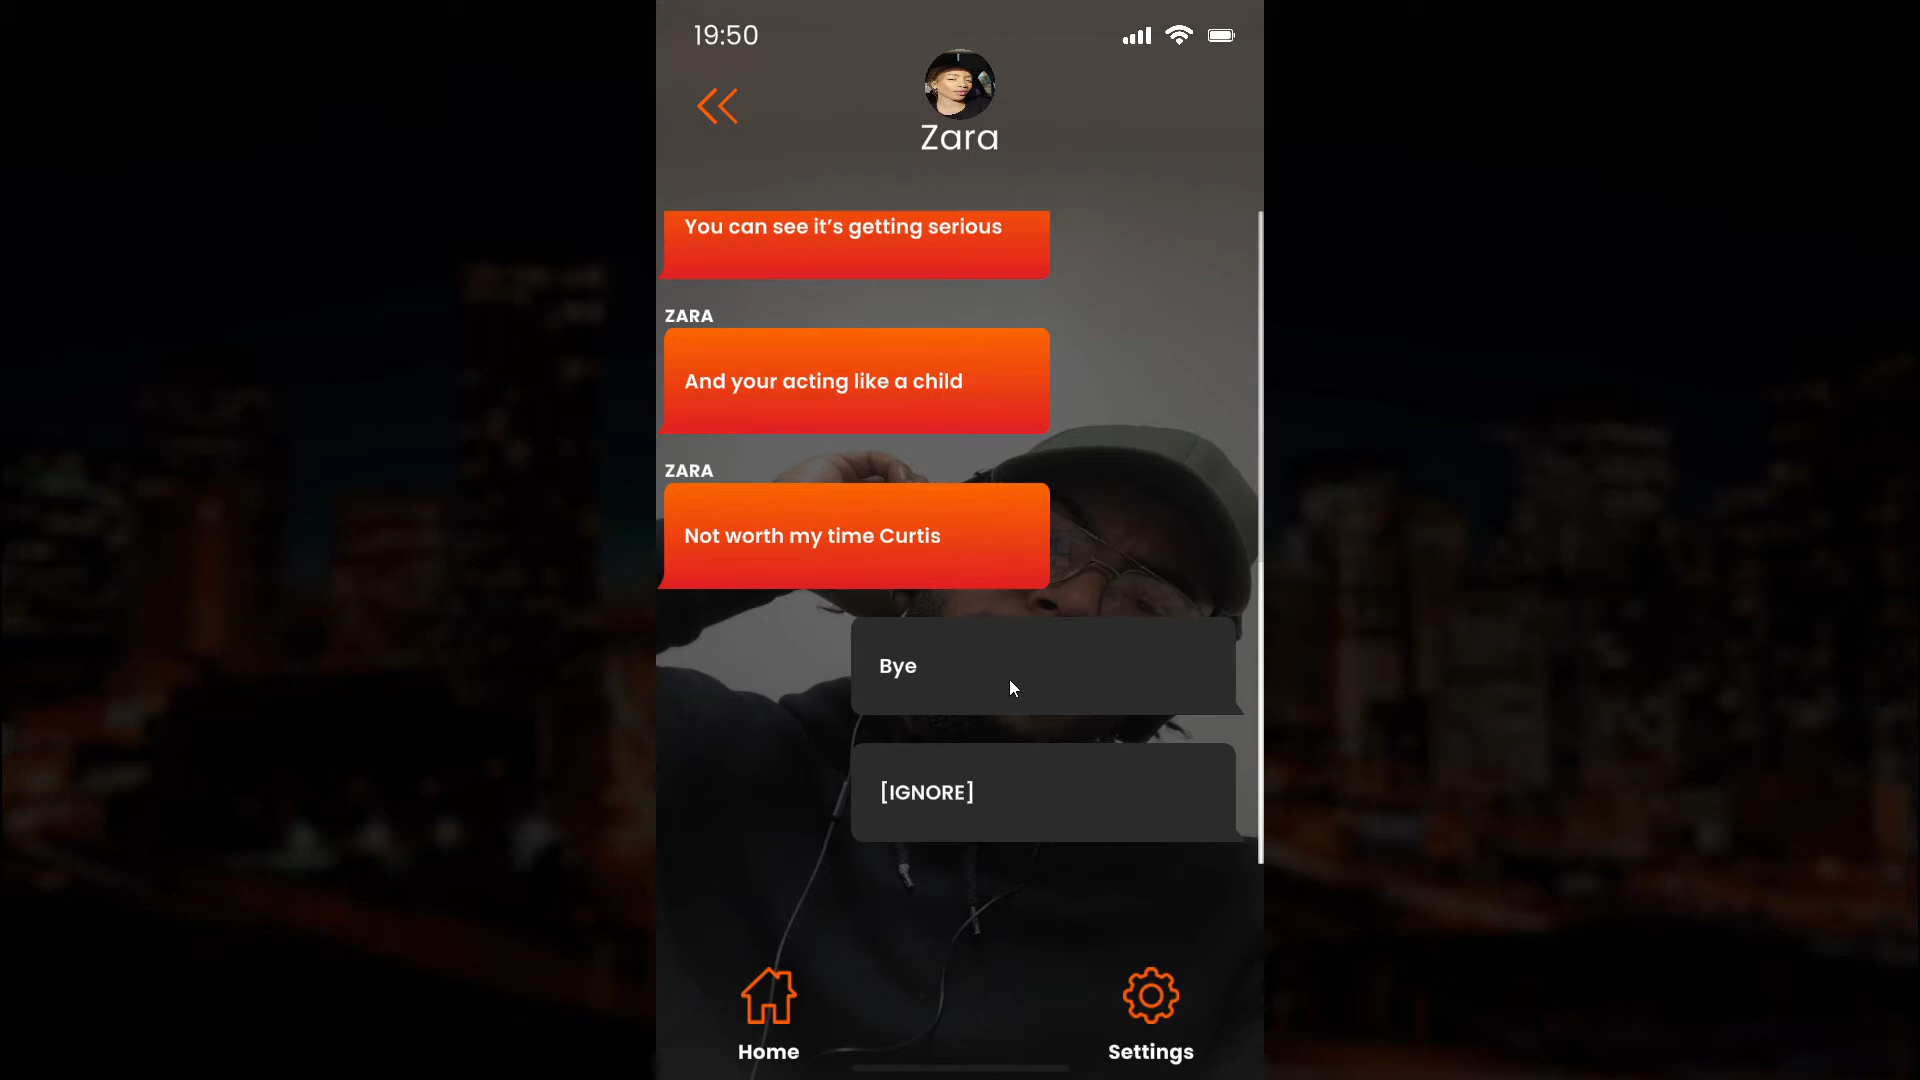 19:50
Zara
You can see it’s getting serious
ZARA
And your acting like a child
ZARA
Not worth my time Curtis
Bye
[IGNORE]
Home
Settings